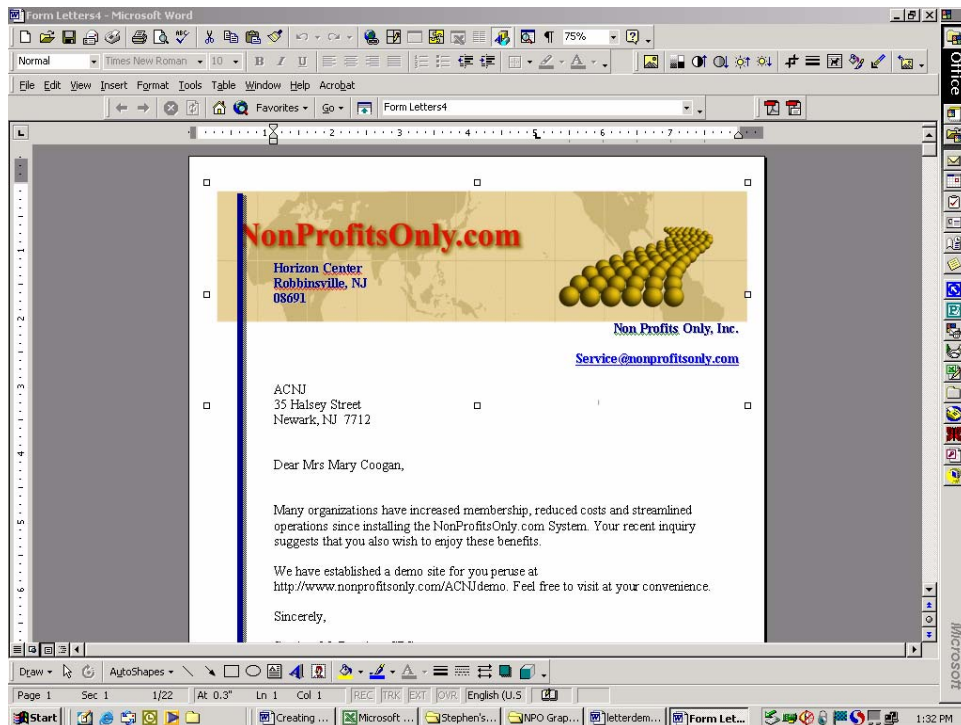 Form Letters4 - Microsoft Word
75%
Normal
Times New Roman
10
B I U
File Edit View Insert Format Tools Table Window Help Acrobat
Favorites Go Form Letters4
Office
1 2 3 4 5 6 7
NonProfitsOnly.com
Horizon Center
Robbinsville, NJ
08691
Non Profits Only, Inc.
Service@nonprofitsonly.com
ACNJ
35 Halsey Street
Newark, NJ 7712
Dear Mrs Mary Coogan,
Many organizations have increased membership, reduced costs and streamlined
operations since installing the NonProfitsOnly.com System. Your recent inquiry
suggests that you also wish to enjoy these benefits.
We have established a demo site for you peruse at
http://www.nonprofitsonly.com/ACNJdemo. Feel free to visit at your convenience.
Sincerely,
Microsoft
Draw AutoShapes
Page 1 Sec 1 1/22 At 0.3" Ln 1 Col 1 REC TRK EXT OVR English (U.S
Start Creating ... Microsoft ... Stephen's... NPO Grap... letterdem... Form Let... 1:32 PM